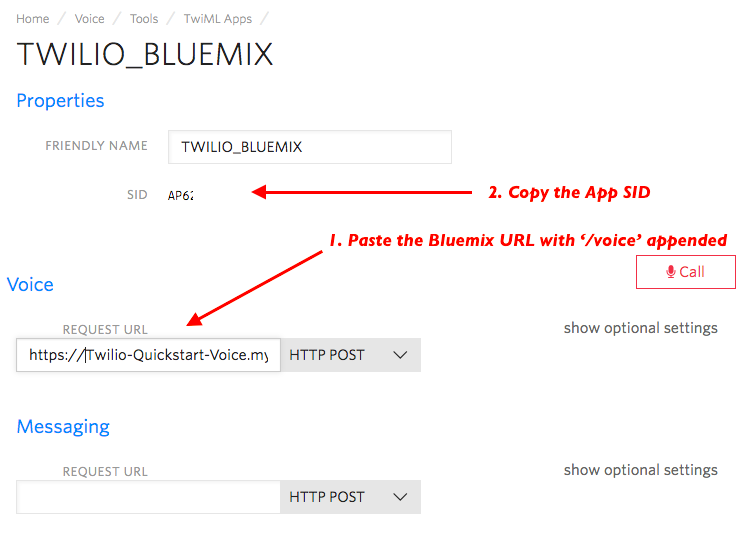 Home / Voice / Tools / TwiML Apps /
TWILIO_BLUEMIX
Properties
FRIENDLY NAME TWILIO_BLUEMIX
SID AP62 2. Copy the App SID
1. Paste the Bluemix URL with ‘/voice’ appended
Call
Voice
REQUEST URL show optional settings
https://Twilio-Quickstart-Voice.my HTTP POST
Messaging
REQUEST URL show optional settings
HTTP POST